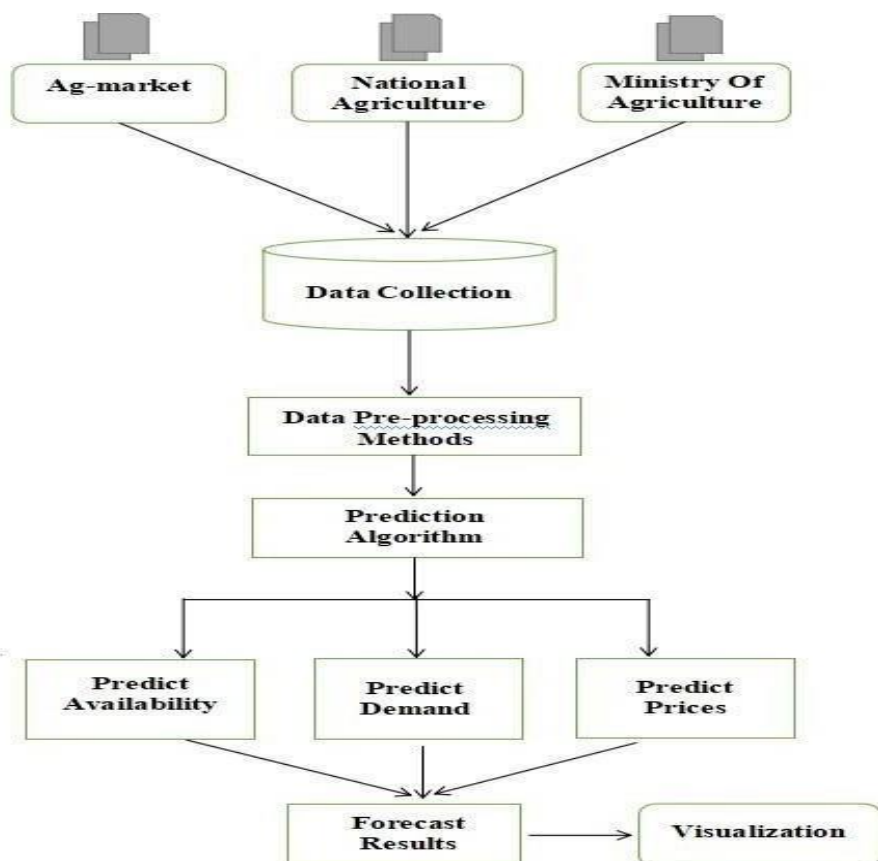 Ag-market
National
Agriculture
Ministry Of
Agriculture
Data Collection
Data Pre-processing
Methods
Prediction
Algorithm
Predict
Availability
Predict
Demand
Predict
Prices
Forecast
Results
Visualization